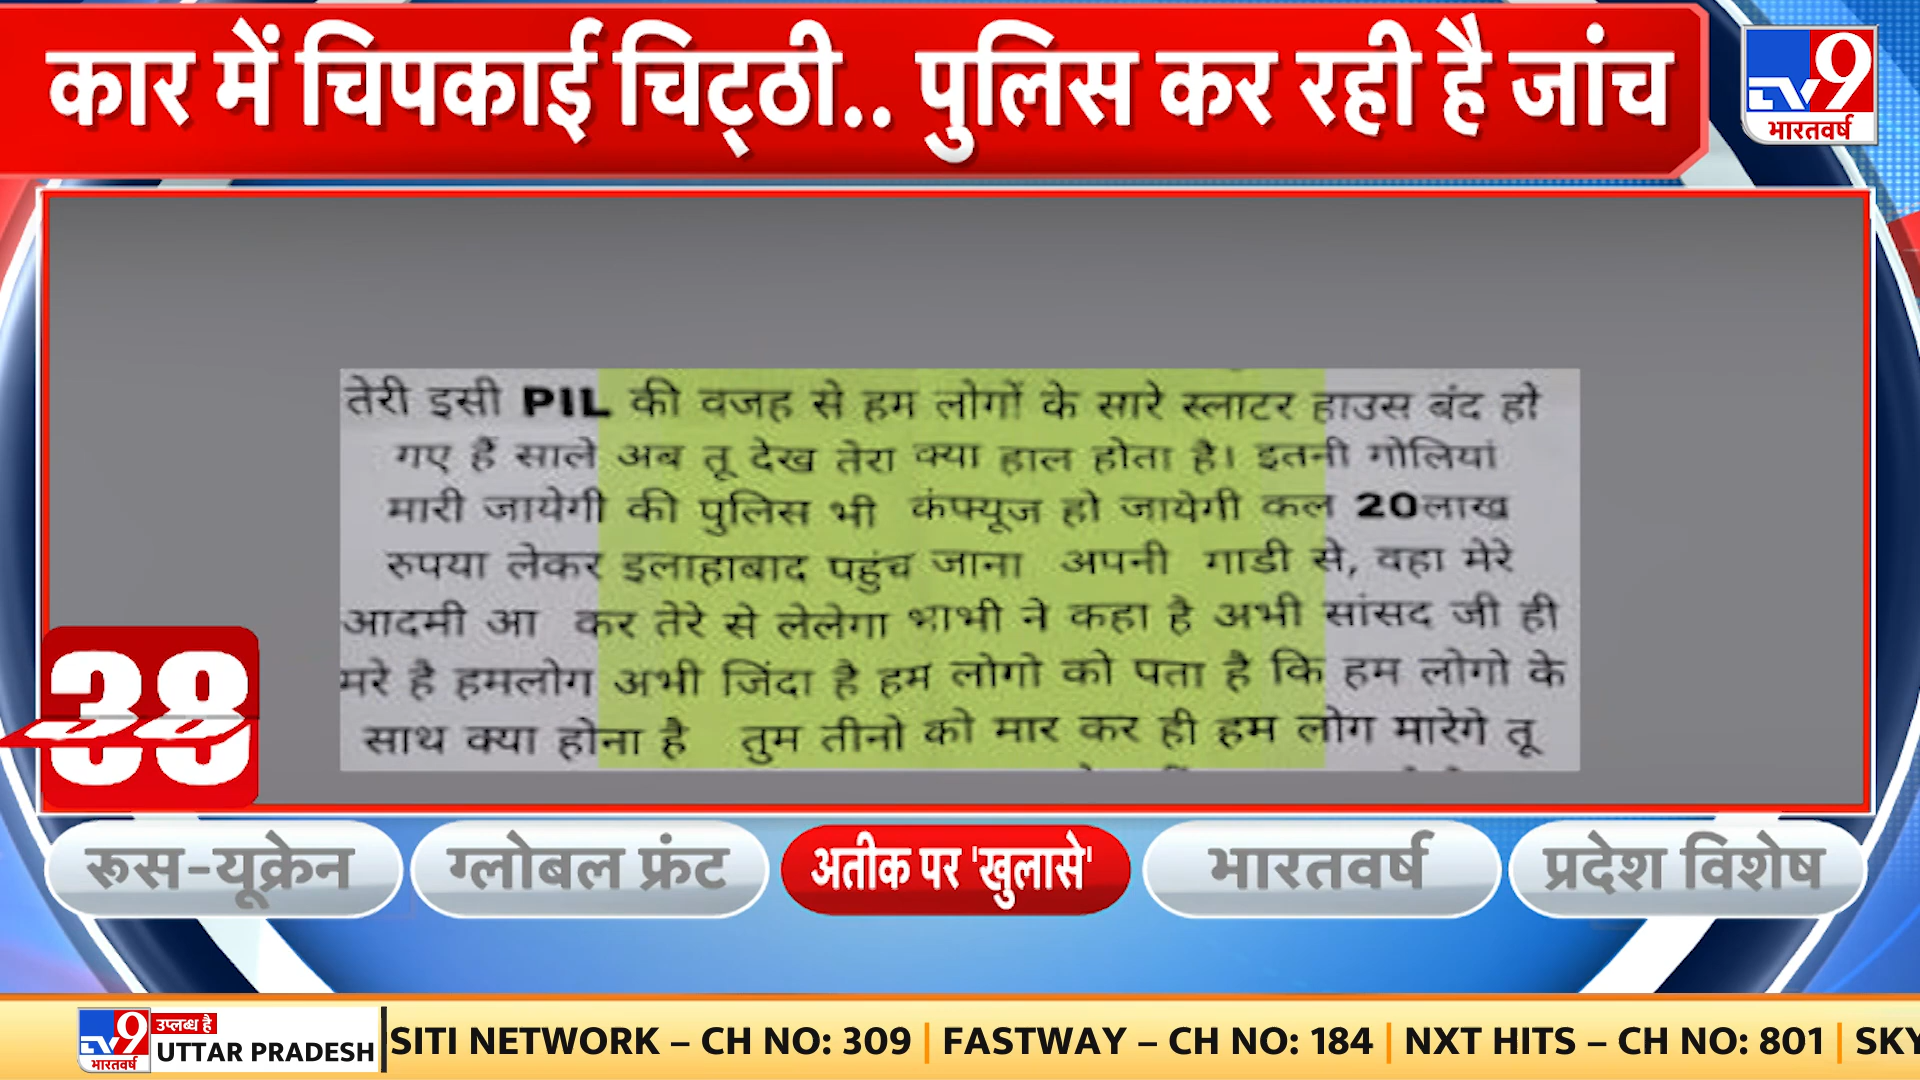 कार में चिपकाई चिट्ठी.. पुलिस कर रही है जांच
TV9
भारतवर्ष
तेरी इसी PIL की वजह से हम लोगों के सारे स्लाटर हाउस बंद हो
गए हैं साले अब तू देख तेरा क्या हाल होता है। इतनी गोलियां
मारी जायेगी की पुलिस भी कंफ्यूज हो जायेगी कल 20लाख
रुपया लेकर इलाहाबाद पहुंच जाना अपनी गाडी से, वहा मेरे
आदमी आ कर तेरे से लेलेगा भाभी ने कहा है अभी सांसद जी ही
मरे है हमलोग अभी जिंदा है हम लोगो को पता है कि हम लोगो के
साथ क्या होना है तुम तीनो को मार कर ही हम लोग मारेगे तू
रूस-यूक्रेन ग्लोबल फ्रंट अतीक पर 'खुलासे' भारतवर्ष प्रदेश विशेष
TV9 भारतवर्ष उपलब्ध है UTTAR PRADESH SITI NETWORK – CH NO: 309 | FASTWAY – CH NO: 184 | NXT HITS – CH NO: 801 | SKY